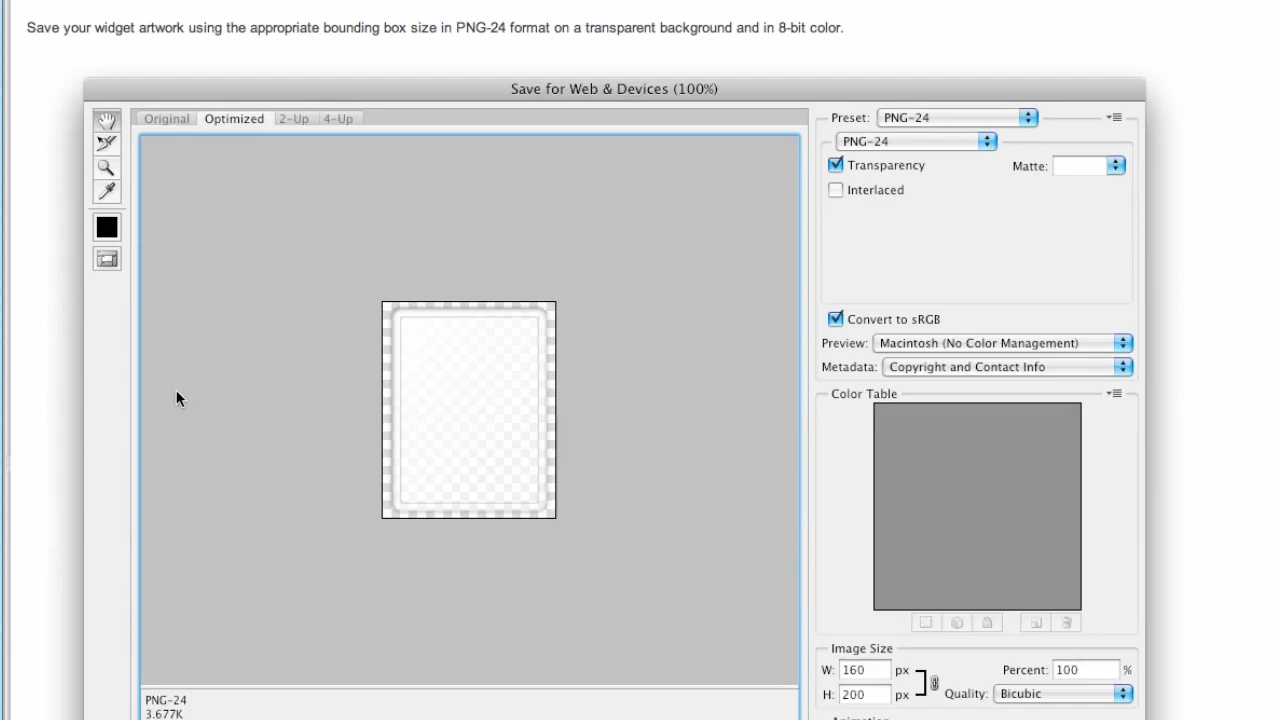 Save your widget artwork using the appropriate bounding box size in PNG-24 format on a transparent background and in 8-bit color.
Save for Web & Devices (100%)
Original Optimized 2-Up 4-Up
Preset: PNG-24
PNG-24
Transparency Matte:
Interlaced
Convert to sRGB
Preview: Macintosh (No Color Management)
Metadata: Copyright and Contact Info
Color Table
Image Size
W: 160 px Percent: 100 %
H: 200 px Quality: Bicubic
PNG-24
3.677K
Animation